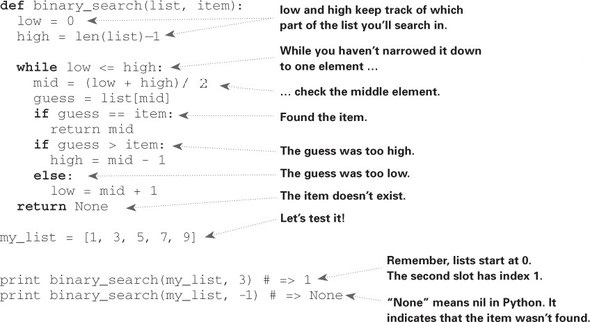 def binary_search(list, item):
low and high keep track of which
part of the list you'll search in.
  low = 0
  high = len(list)—1
While you haven't narrowed it down
to one element …
  while low <= high:
    mid = (low + high)/ 2
… check the middle element.
    guess = list[mid]
    if guess == item:
Found the item.
      return mid
    if guess > item:
The guess was too high.
      high = mid - 1
    else:
The guess was too low.
      low = mid + 1
The item doesn't exist.
  return None
Let's test it!
my_list = [1, 3, 5, 7, 9]
Remember, lists start at 0.
The second slot has index 1.
print binary_search(my_list, 3) # => 1
print binary_search(my_list, -1) # => None
"None" means nil in Python. It
indicates that the item wasn't found.